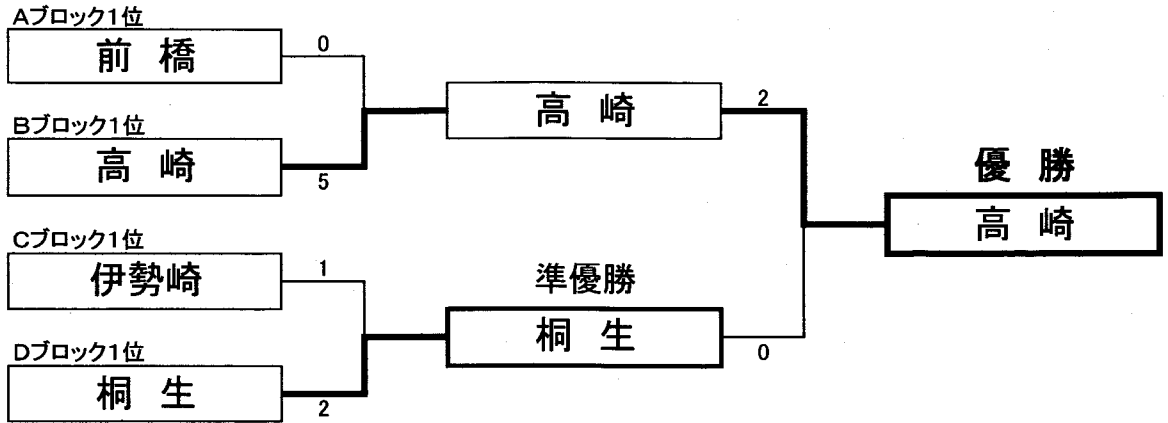 Aブロック1位
前橋
0
Bブロック1位
高崎
5
高崎
2
Cブロック1位
伊勢崎
1
Dブロック1位
桐生
2
準優勝
桐生
0
優勝
高崎